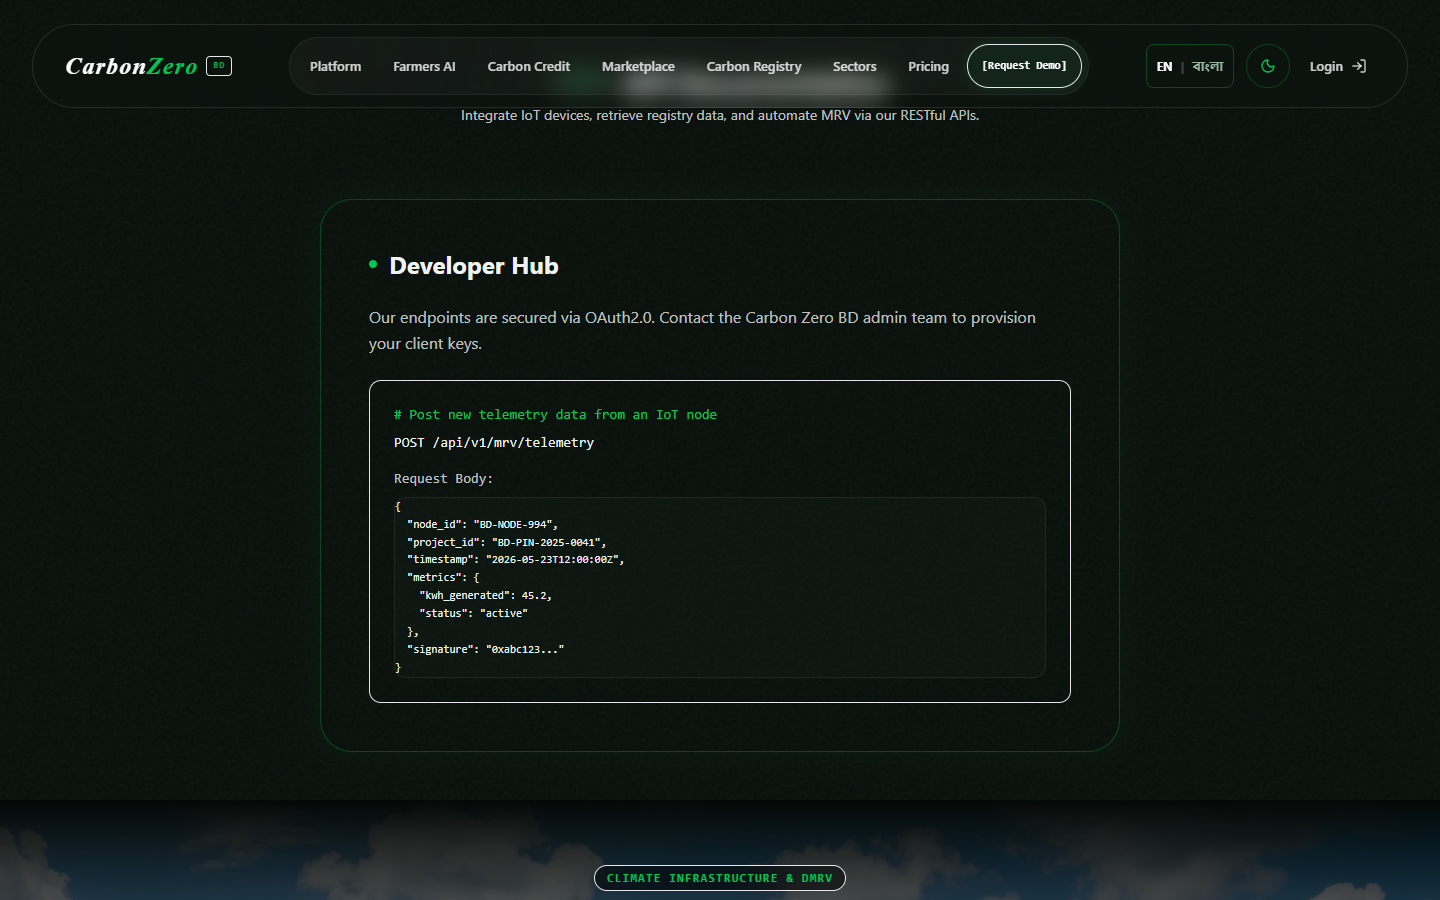 CarbonZero BD
Platform
Farmers AI
Carbon Credit
Marketplace
Carbon Registry
Sectors
Pricing
[Request Demo]
EN | বাংলা
Login
Integrate IoT devices, retrieve registry data, and automate MRV via our RESTful APIs.
Developer Hub
Our endpoints are secured via OAuth2.0. Contact the Carbon Zero BD admin team to provision
your client keys.
# Post new telemetry data from an IoT node
POST /api/v1/mrv/telemetry
Request Body:
{
"node_id": "BD-NODE-994",
"project_id": "BD-PIN-2025-0041",
"timestamp": "2026-05-23T12:00:00Z",
"metrics": {
"kwh_generated": 45.2,
"status": "active"
},
"signature": "0xabc123..."
}
CLIMATE INFRASTRUCTURE & DMRV